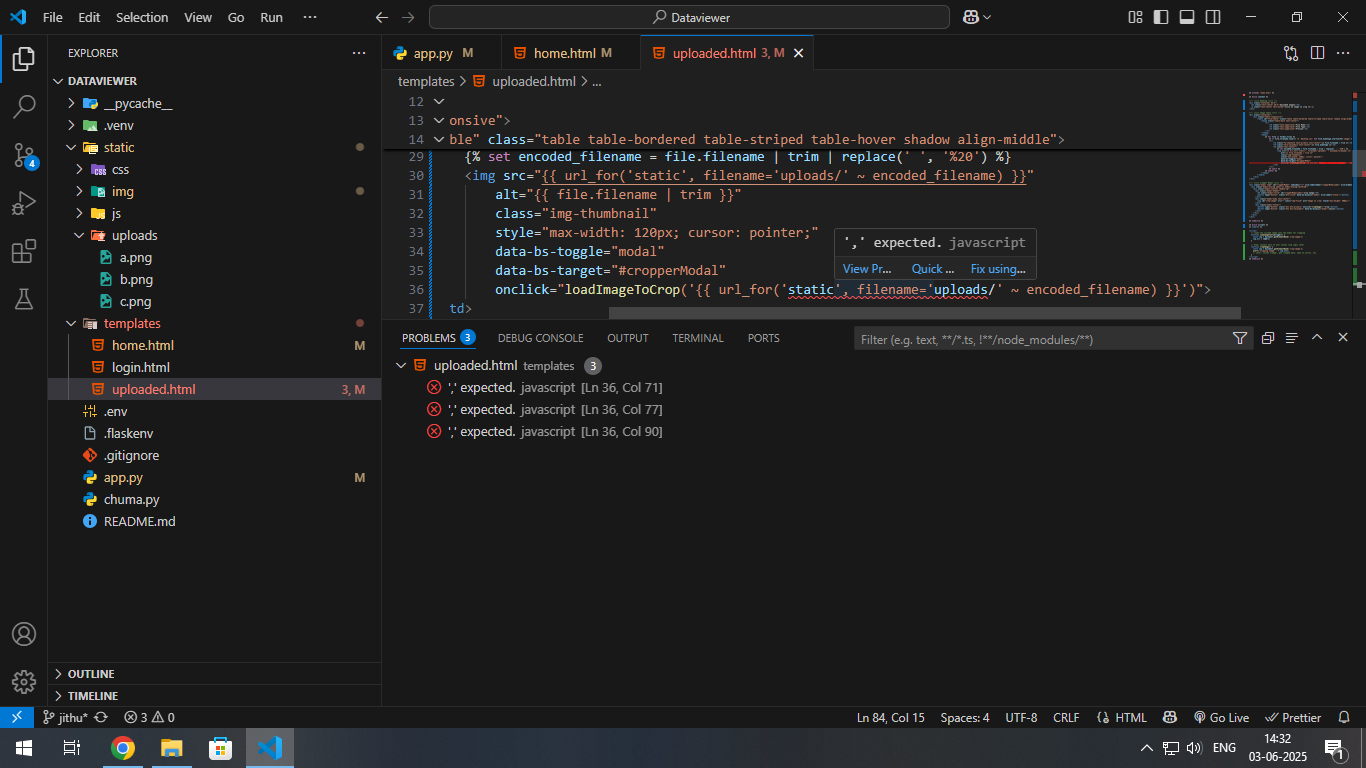 File Edit Selection View Go Run ···
Dataviewer
EXPLORER
DATAVIEWER
__pycache__
.venv
static
css
img
js
uploads
a.png
b.png
c.png
templates
home.html M
login.html
uploaded.html 3, M
.env
.flaskenv
.gitignore
app.py M
chuma.py
README.md
OUTLINE
TIMELINE
4
app.py M
home.html M
uploaded.html 3, M
templates > uploaded.html > ...
12
13 onsive">
14 ble" class="table table-bordered table-striped table-hover shadow align-middle">
29 {% set encoded_filename = file.filename | trim | replace(' ', '%20') %}
30 <img src="{{ url_for('static', filename='uploads/' ~ encoded_filename) }}"
31 alt="{{ file.filename | trim }}"
32 class="img-thumbnail"
33 style="max-width: 120px; cursor: pointer;"
34 data-bs-toggle="modal"
35 data-bs-target="#cropperModal"
36 onclick="loadImageToCrop('{{ url_for('static', filename='uploads/' ~ encoded_filename) }}')">
37 td>
',' expected. javascript
View Pr... Quick ... Fix using...
PROBLEMS 3 DEBUG CONSOLE OUTPUT TERMINAL PORTS
Filter (e.g. text, **/*.ts, !**/node_modules/**)
uploaded.html templates 3
',' expected. javascript [Ln 36, Col 71]
',' expected. javascript [Ln 36, Col 77]
',' expected. javascript [Ln 36, Col 90]
jithu* 3 0
Ln 84, Col 15 Spaces: 4 UTF-8 CRLF HTML Go Live Prettier
ENG
14:32
03-06-2025
1